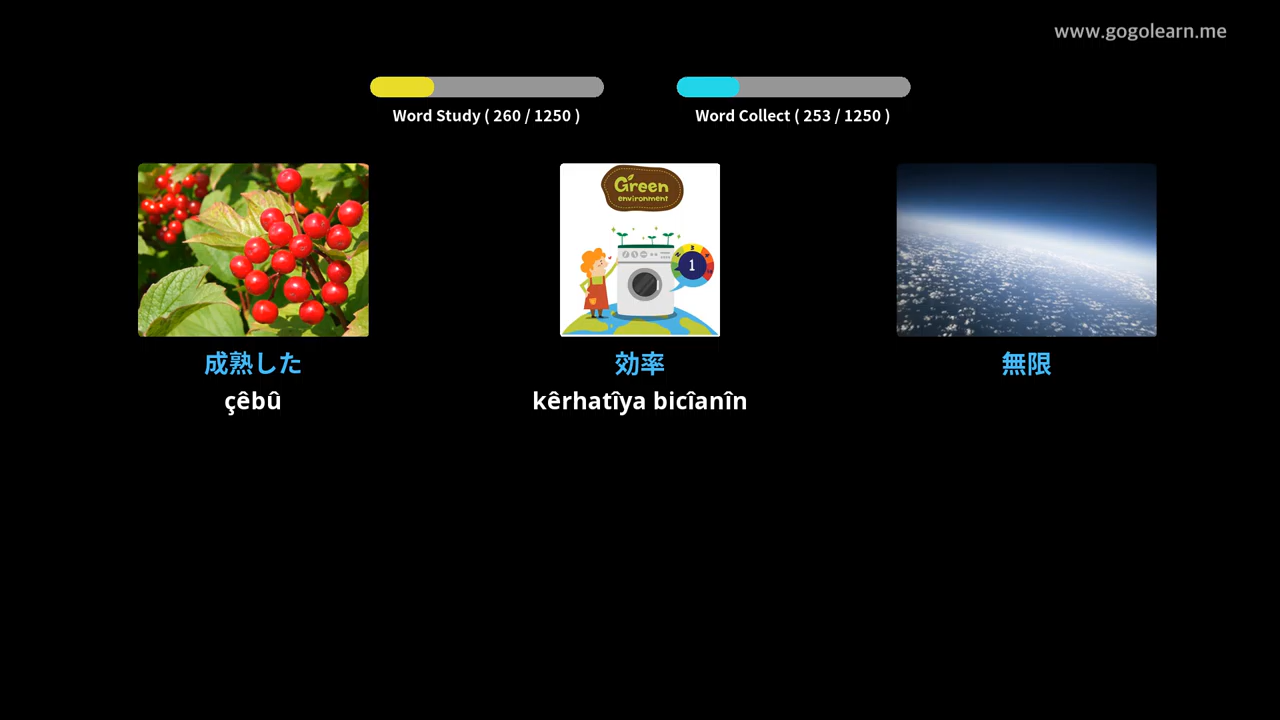 www.gogolearn.me
Word Study ( 260 / 1250 )
Word Collect ( 253 / 1250 )
Green
environment
1
成熟した
効率
無限
çêbû
kêrhatîya bicîanîn